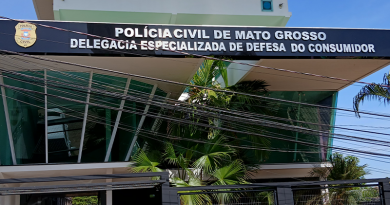 POLÍCIA CIVIL DE MATO GROSSO
DELEGACIA ESPECIALIZADA DE DEFESA DO CONSUMIDOR